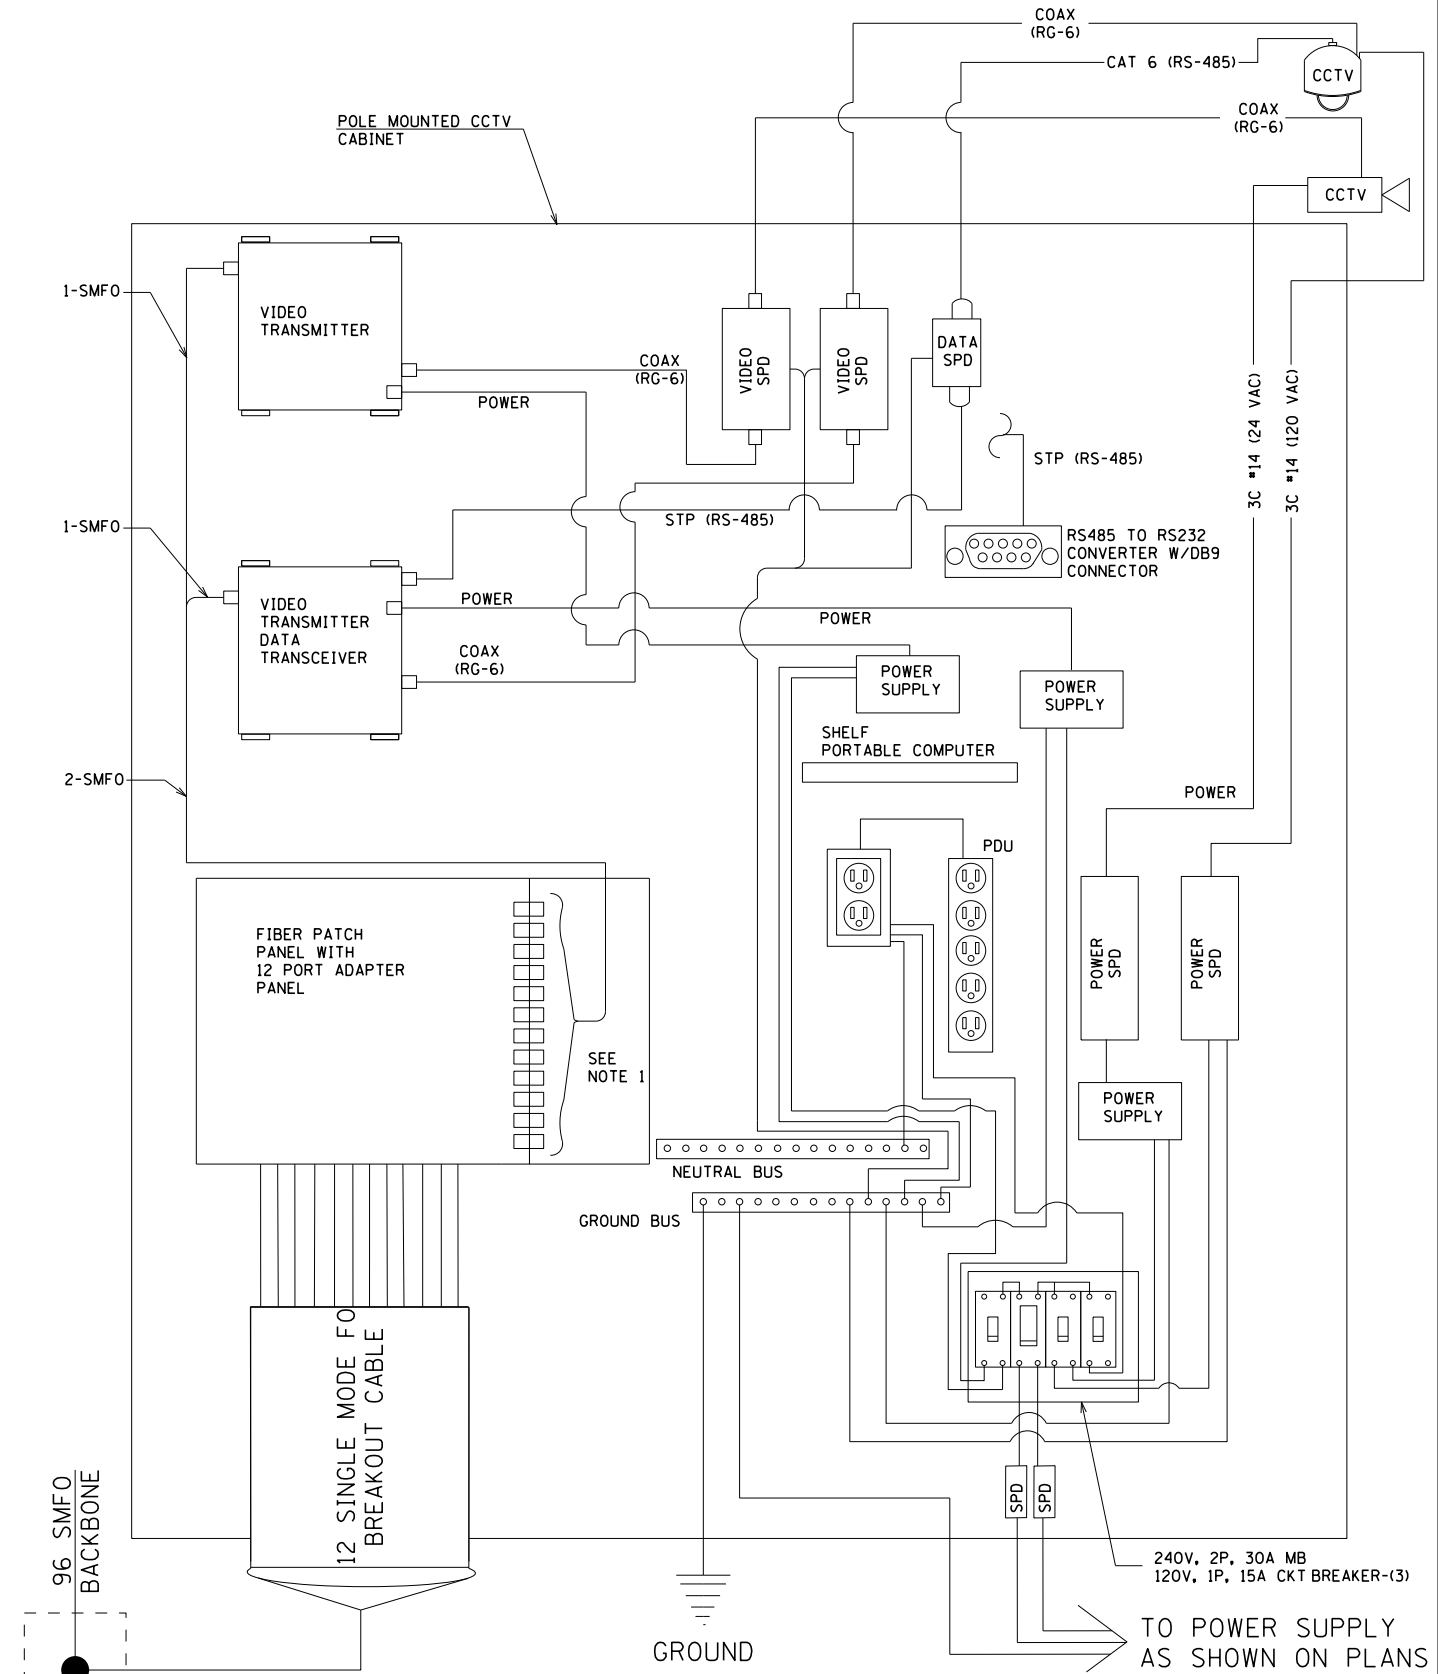 COAX
(RG-6)
CAT 6 (RS-485)
CCTV
COAX
(RG-6)
POLE MOUNTED CCTV
CABINET
CCTV
1-SMFO
VIDEO
TRANSMITTER
COAX
(RG-6)
POWER
VIDEO
SPD
VIDEO
SPD
DATA
SPD
3C #14 (24 VAC)
3C #14 (120 VAC)
STP (RS-485)
1-SMFO
STP (RS-485)
RS485 TO RS232
CONVERTER W/DB9
CONNECTOR
VIDEO
TRANSMITTER
DATA
TRANSCEIVER
POWER
POWER
COAX
(RG-6)
POWER
SUPPLY
POWER
SUPPLY
SHELF
PORTABLE COMPUTER
2-SMFO
POWER
PDU
FIBER PATCH
PANEL WITH
12 PORT ADAPTER
PANEL
POWER
SPD
POWER
SPD
SEE
NOTE 1
POWER
SUPPLY
NEUTRAL BUS
GROUND BUS
12 SINGLE MODE FO
BREAKOUT CABLE
96 SMFO
BACKBONE
SPD
SPD
240V, 2P, 30A MB
120V, 1P, 15A CKT BREAKER-(3)
GROUND
TO POWER SUPPLY
AS SHOWN ON PLANS